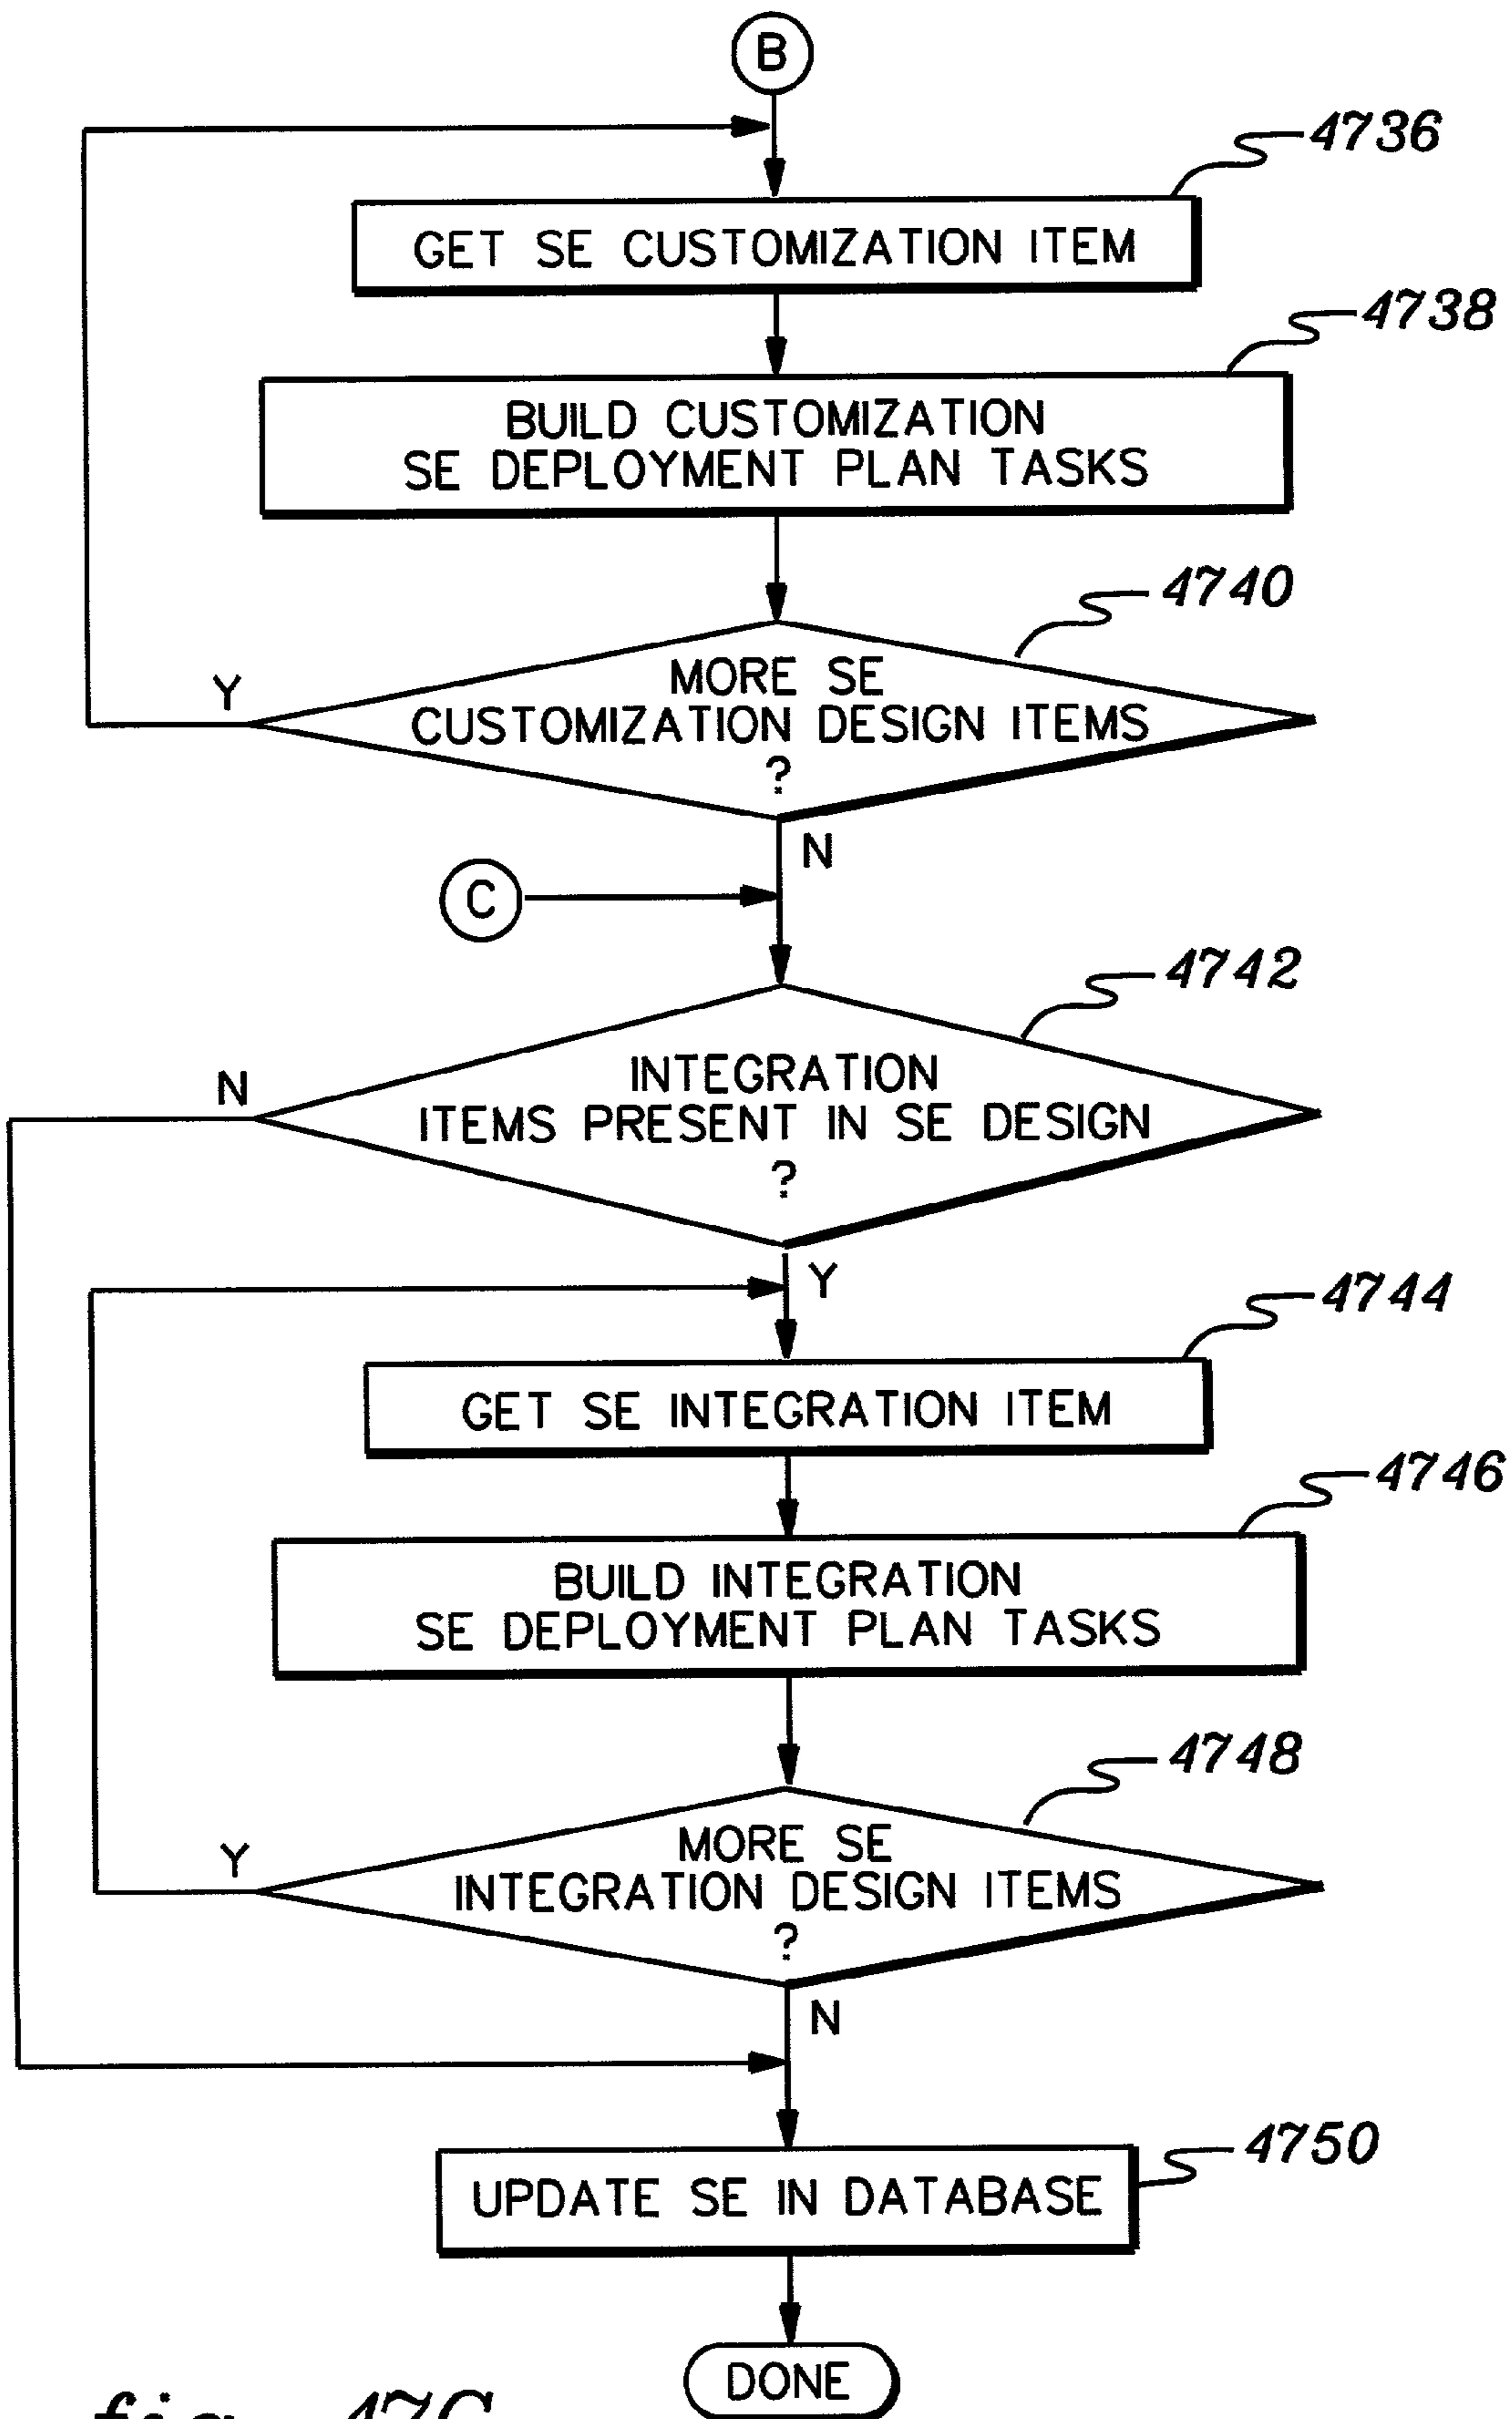 B
4736
GET SE CUSTOMIZATION ITEM
4738
BUILD CUSTOMIZATION
SE DEPLOYMENT PLAN TASKS
4740
MORE SE
Y
CUSTOMIZATION DESIGN ITEMS
?
N
C
4742
INTEGRATION
N
ITEMS PRESENT IN SE DESIGN
?
Y
4744
GET SE INTEGRATION ITEM
4746
BUILD INTEGRATION
SE DEPLOYMENT PLAN TASKS
4748
MORE SE
Y
INTEGRATION DESIGN ITEMS
?
N
4750
UPDATE SE IN DATABASE
DONE
fig. 47C